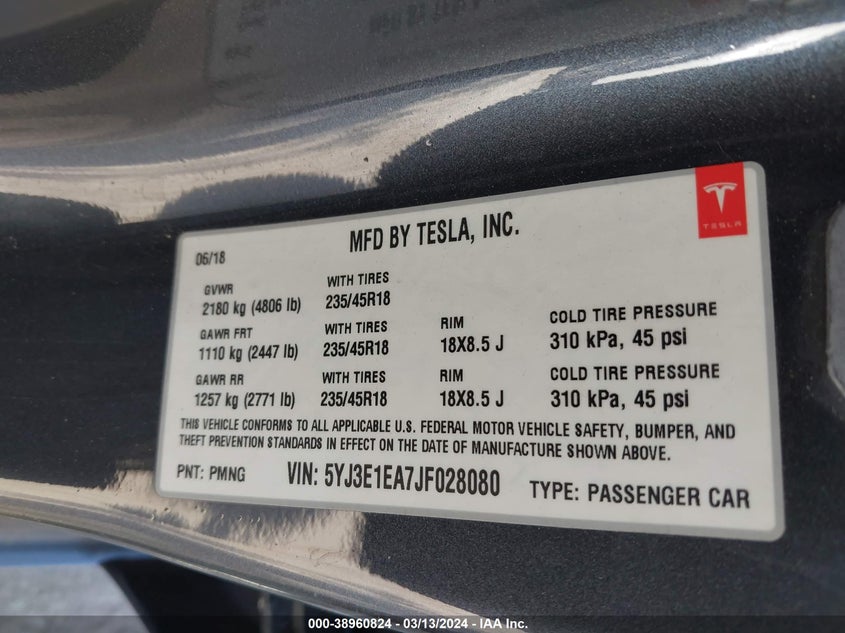 MFD BY TESLA, INC.
TESLA
06/18
GVWR WITH TIRES
2180 kg (4806 lb) 235/45R18
GAWR FRT WITH TIRES RIM COLD TIRE PRESSURE
1110 kg (2447 lb) 235/45R18 18X8.5 J 310 kPa, 45 psi
GAWR RR WITH TIRES RIM COLD TIRE PRESSURE
1257 kg (2771 lb) 235/45R18 18X8.5 J 310 kPa, 45 psi
THIS VEHICLE CONFORMS TO ALL APPLICABLE U.S. FEDERAL MOTOR VEHICLE SAFETY, BUMPER, AND
THEFT PREVENTION STANDARDS IN EFFECT ON THE DATE OF MANUFACTURE SHOWN ABOVE.
PNT: PMNG VIN: 5YJ3E1EA7JF028080 TYPE: PASSENGER CAR
000-38960824 / 03/13/2024 - IAA Inc.